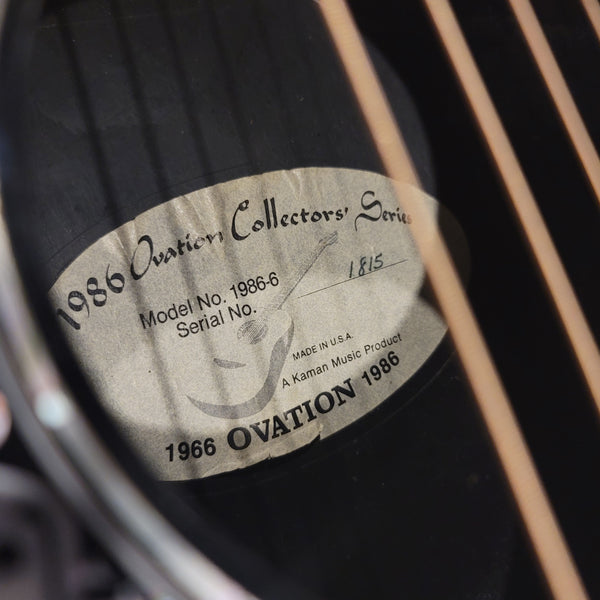 1986 Ovation Collectors' Series
Model No. 1986-6
Serial No. 1815
MADE IN U.S.A.
A Kaman Music Product
1966 OVATION 1986